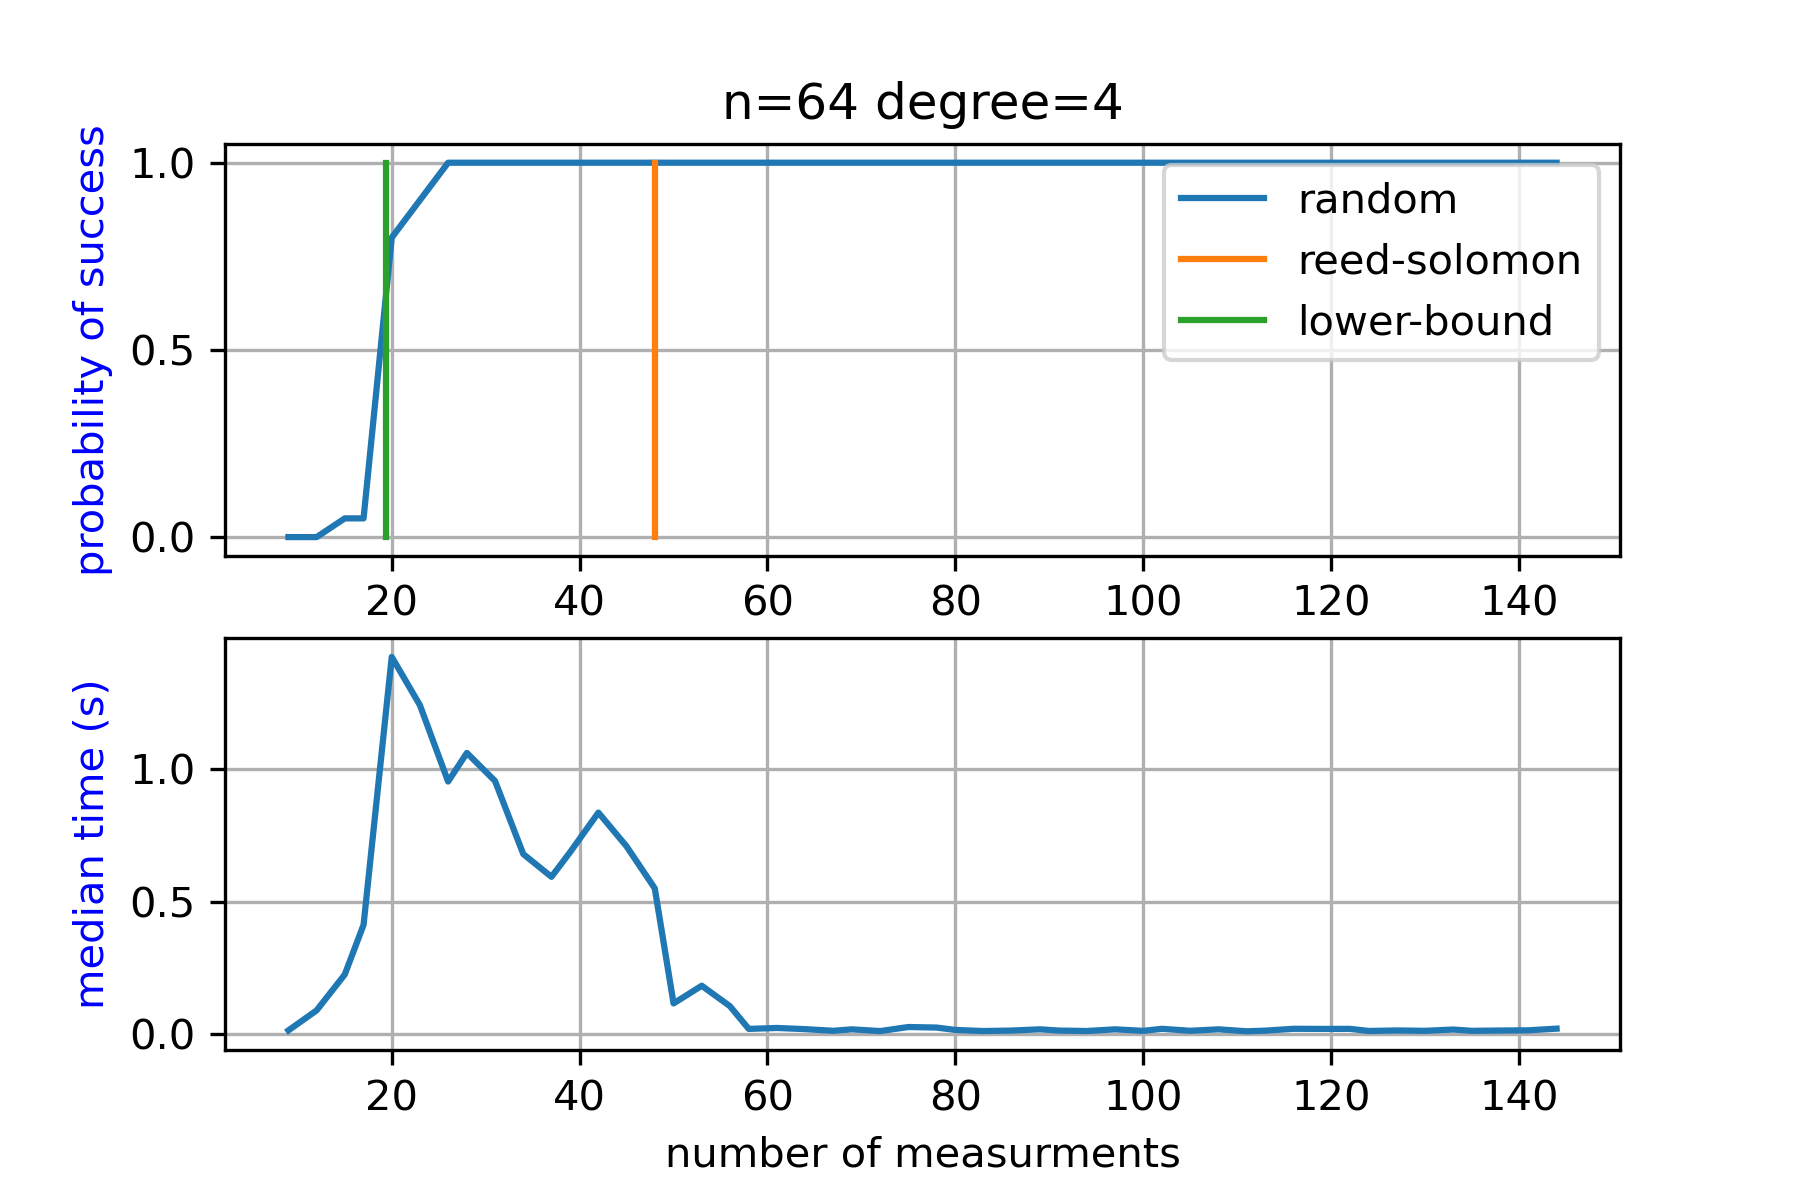 n=64 degree=4
probability of success
1.0
0.5
0.0
random
reed-solomon
lower-bound
20 40 60 80 100 120 140
median time (s)
1.0
0.5
0.0
20 40 60 80 100 120 140
number of measurments